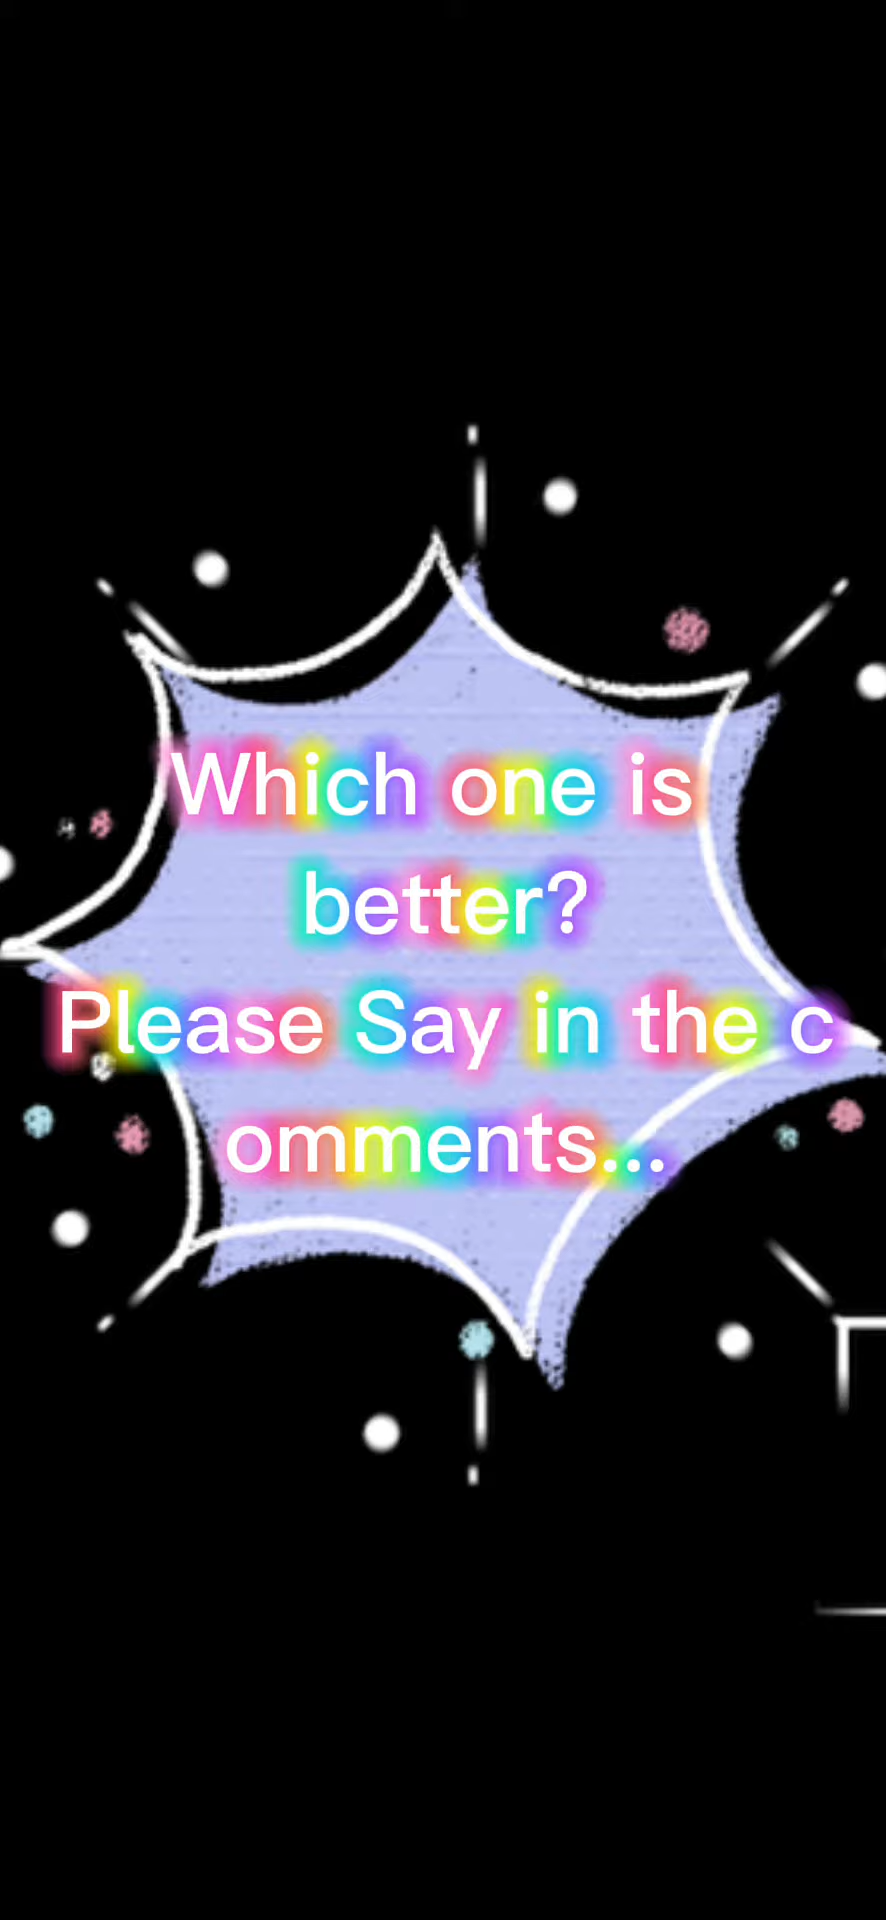 Which one is
better?
Please Say in the c
omments...